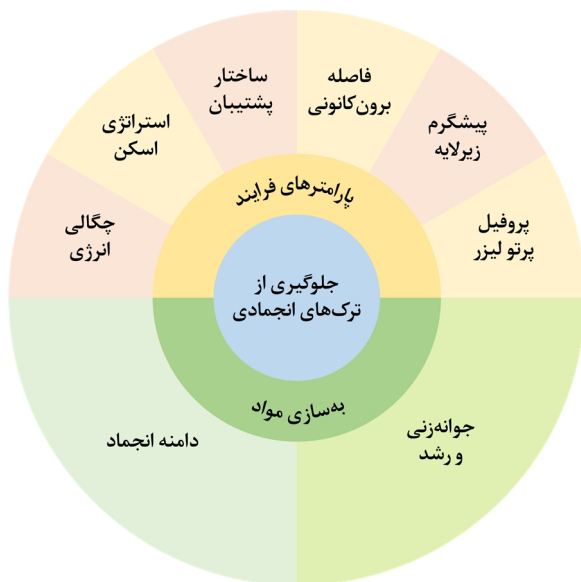 فاصله
برون‌کانونی
ساختار
پشتیبان
پیشگرم
زیرلایه
استراتژی
اسکن
پروفیل
پرتو لیزر
چگالی
انرژی
پارامترهای فرایند
جلوگیری از
ترک‌های انجمادی
به‌سازی مواد
جوانه‌زنی
و رشد
دامنه انجماد